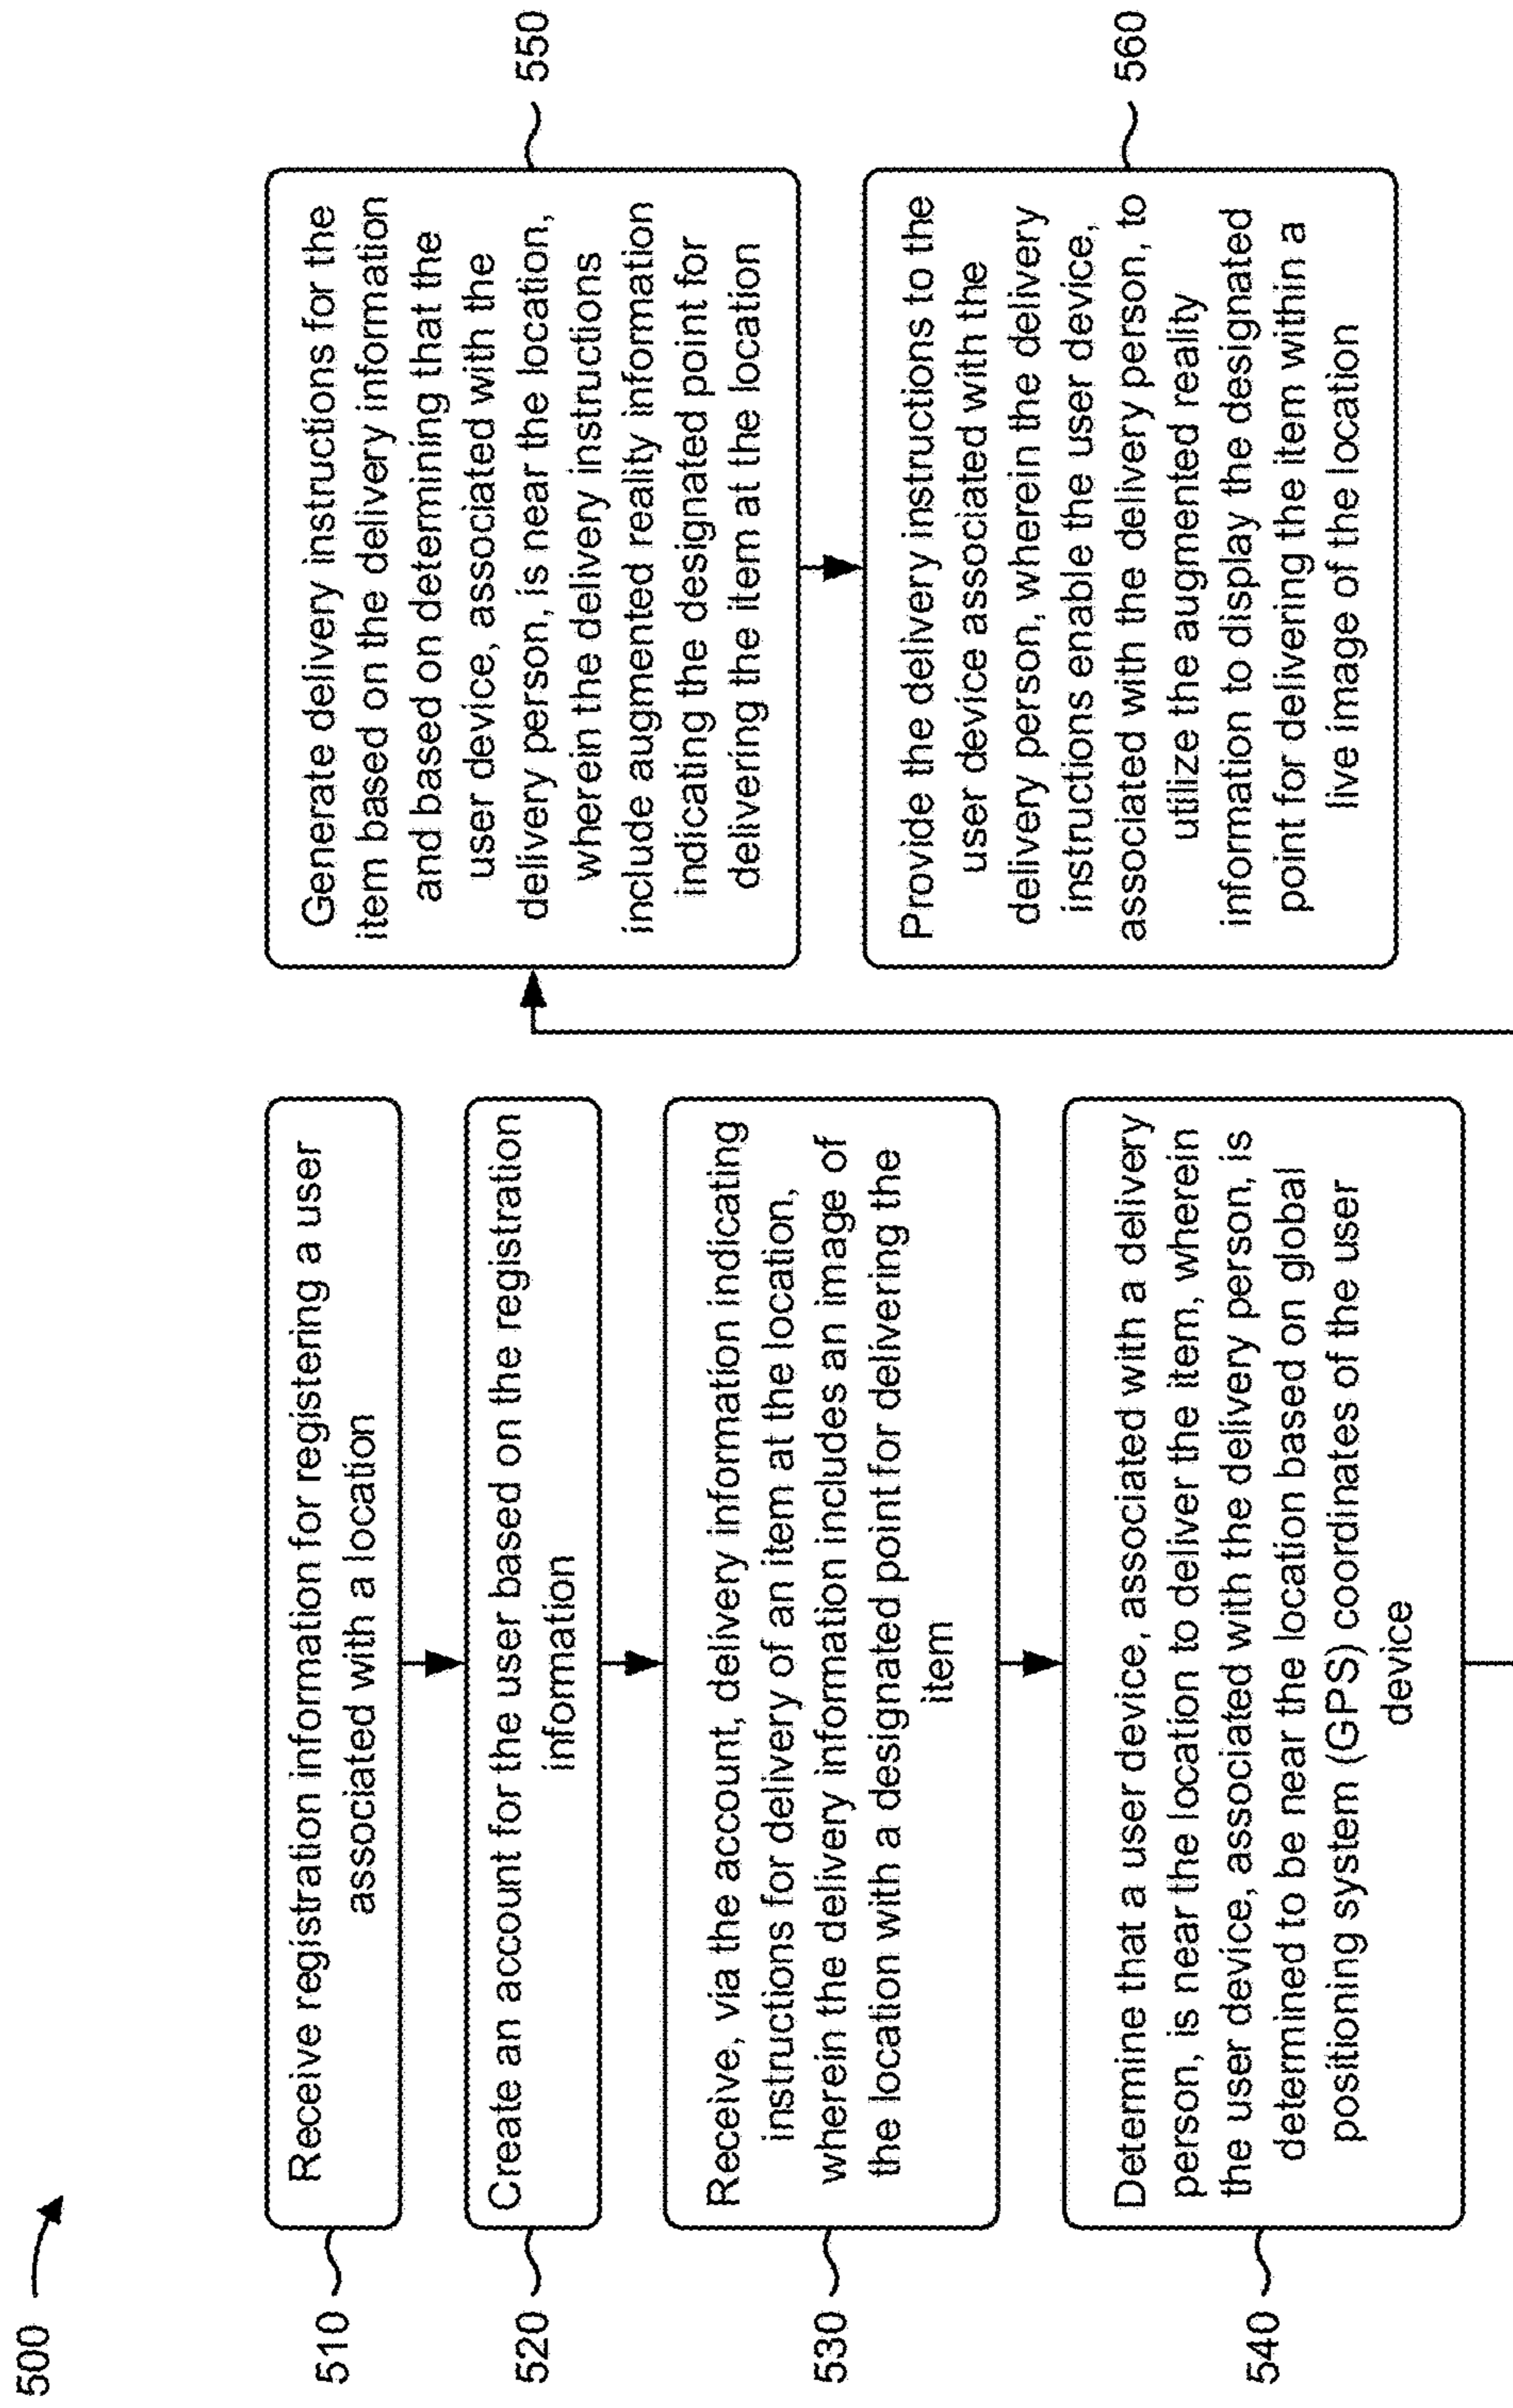 500
510
Receive registration information for registering a user
associated with a location
520
Create an account for the user based on the registration
information
530
Receive, via the account, delivery information indicating
instructions for delivery of an item at the location,
wherein the delivery information includes an image of
the location with a designated point for delivering the
item
540
Determine that a user device, associated with a delivery
person, is near the location to deliver the item, wherein
the user device, associated with the delivery person, is
determined to be near the location based on global
positioning system (GPS) coordinates of the user
device
550
Generate delivery instructions for the
item based on the delivery information
and based on determining that the
user device, associated with the
delivery person, is near the location,
wherein the delivery instructions
include augmented reality information
indicating the designated point for
delivering the item at the location
560
Provide the delivery instructions to the
user device associated with the
delivery person, wherein the delivery
instructions enable the user device,
associated with the delivery person, to
utilize the augmented reality
information to display the designated
point for delivering the item within a
live image of the location